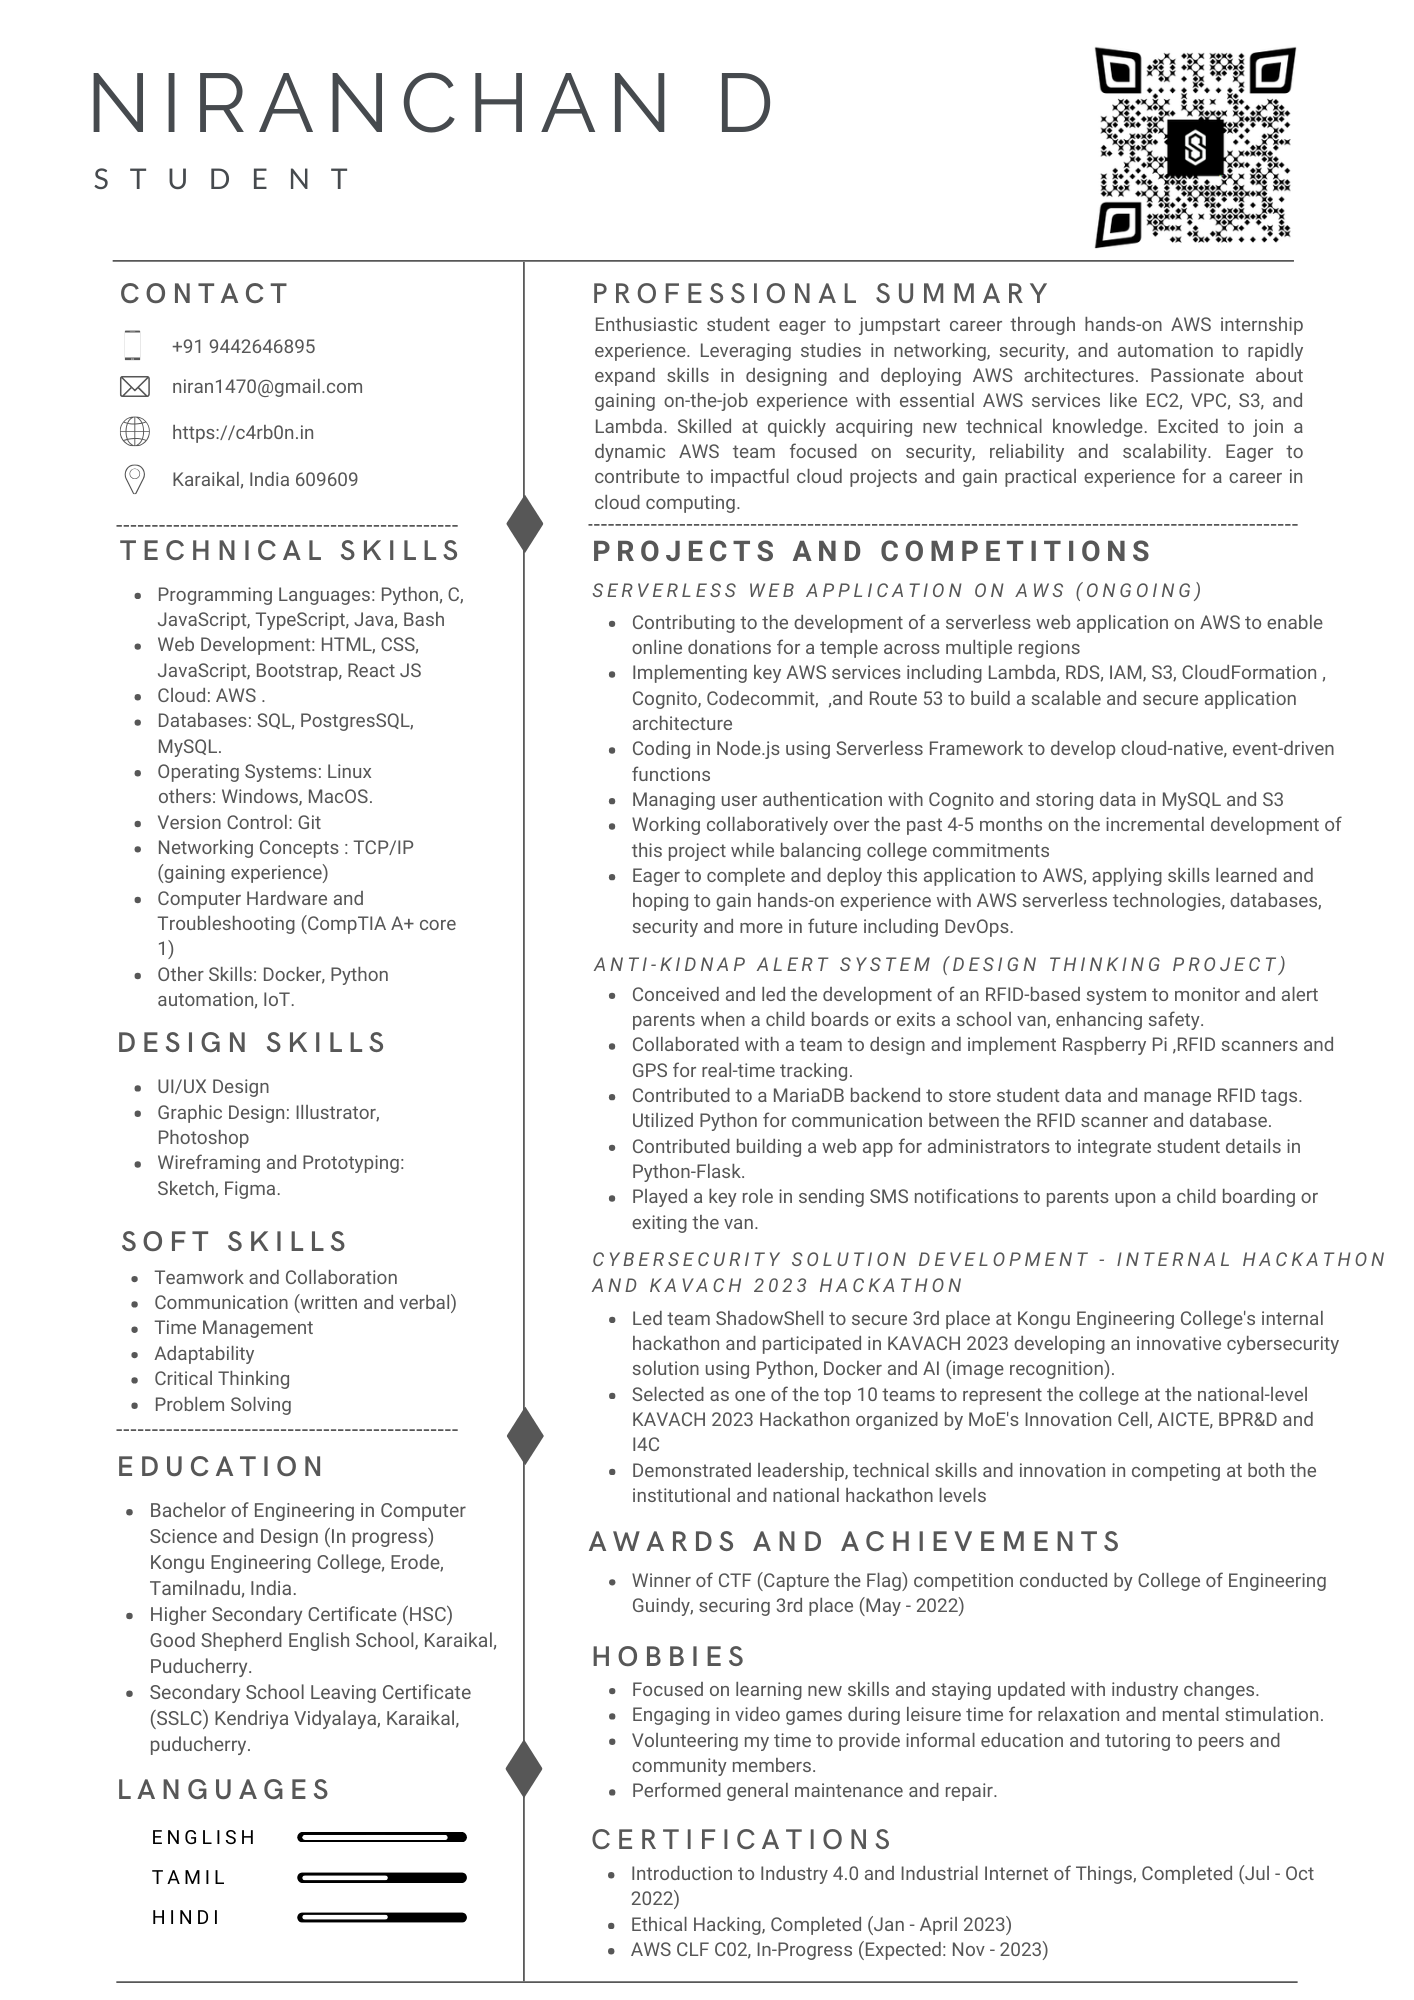 NIRANCHAN D
STUDENT
CONTACT
+91 9442646895
niran1470@gmail.com
https://c4rb0n.in
Karaikal, India 609609
TECHNICAL SKILLS
Programming Languages: Python, C,
JavaScript, TypeScript, Java, Bash
Web Development: HTML, CSS,
JavaScript, Bootstrap, React JS
Cloud: AWS .
Databases: SQL, PostgresSQL,
MySQL.
Operating Systems: Linux
others: Windows, MacOS.
Version Control: Git
Networking Concepts : TCP/IP
(gaining experience)
Computer Hardware and
Troubleshooting (CompTIA A+ core
1)
Other Skills: Docker, Python
automation, IoT.
DESIGN SKILLS
UI/UX Design
Graphic Design: Illustrator,
Photoshop
Wireframing and Prototyping:
Sketch, Figma.
SOFT SKILLS
Teamwork and Collaboration
Communication (written and verbal)
Time Management
Adaptability
Critical Thinking
Problem Solving
EDUCATION
Bachelor of Engineering in Computer
Science and Design (In progress)
Kongu Engineering College, Erode,
Tamilnadu, India.
Higher Secondary Certificate (HSC)
Good Shepherd English School, Karaikal,
Puducherry.
Secondary School Leaving Certificate
(SSLC) Kendriya Vidyalaya, Karaikal,
puducherry.
LANGUAGES
ENGLISH
TAMIL
HINDI
PROFESSIONAL SUMMARY
Enthusiastic student eager to jumpstart career through hands-on AWS internship
experience. Leveraging studies in networking, security, and automation to rapidly
expand skills in designing and deploying AWS architectures. Passionate about
gaining on-the-job experience with essential AWS services like EC2, VPC, S3, and
Lambda. Skilled at quickly acquiring new technical knowledge. Excited to join a
dynamic AWS team focused on security, reliability and scalability. Eager to
contribute to impactful cloud projects and gain practical experience for a career in
cloud computing.
PROJECTS AND COMPETITIONS
SERVERLESS WEB APPLICATION ON AWS (ONGOING)
Contributing to the development of a serverless web application on AWS to enable
online donations for a temple across multiple regions
Implementing key AWS services including Lambda, RDS, IAM, S3, CloudFormation ,
Cognito, Codecommit,  ,and Route 53 to build a scalable and secure application
architecture
Coding in Node.js using Serverless Framework to develop cloud-native, event-driven
functions
Managing user authentication with Cognito and storing data in MySQL and S3
Working collaboratively over the past 4-5 months on the incremental development of
this project while balancing college commitments
Eager to complete and deploy this application to AWS, applying skills learned and
hoping to gain hands-on experience with AWS serverless technologies, databases,
security and more in future including DevOps.
ANTI-KIDNAP ALERT SYSTEM (DESIGN THINKING PROJECT)
Conceived and led the development of an RFID-based system to monitor and alert
parents when a child boards or exits a school van, enhancing safety.
Collaborated with a team to design and implement Raspberry Pi ,RFID scanners and
GPS for real-time tracking.
Contributed to a MariaDB backend to store student data and manage RFID tags.
Utilized Python for communication between the RFID scanner and database.
Contributed building a web app for administrators to integrate student details in
Python-Flask.
Played a key role in sending SMS notifications to parents upon a child boarding or
exiting the van.
CYBERSECURITY SOLUTION DEVELOPMENT - INTERNAL HACKATHON
AND KAVACH 2023 HACKATHON
Led team ShadowShell to secure 3rd place at Kongu Engineering College's internal
hackathon and participated in KAVACH 2023 developing an innovative cybersecurity
solution using Python, Docker and AI (image recognition).
Selected as one of the top 10 teams to represent the college at the national-level
KAVACH 2023 Hackathon organized by MoE's Innovation Cell, AICTE, BPR&D and
I4C
Demonstrated leadership, technical skills and innovation in competing at both the
institutional and national hackathon levels
AWARDS AND ACHIEVEMENTS
Winner of CTF (Capture the Flag) competition conducted by College of Engineering
Guindy, securing 3rd place (May - 2022)
HOBBIES
Focused on learning new skills and staying updated with industry changes.
Engaging in video games during leisure time for relaxation and mental stimulation.
Volunteering my time to provide informal education and tutoring to peers and
community members.
Performed general maintenance and repair.
CERTIFICATIONS
Introduction to Industry 4.0 and Industrial Internet of Things, Completed (Jul - Oct
2022)
Ethical Hacking, Completed (Jan - April 2023)
AWS CLF C02, In-Progress (Expected: Nov - 2023)